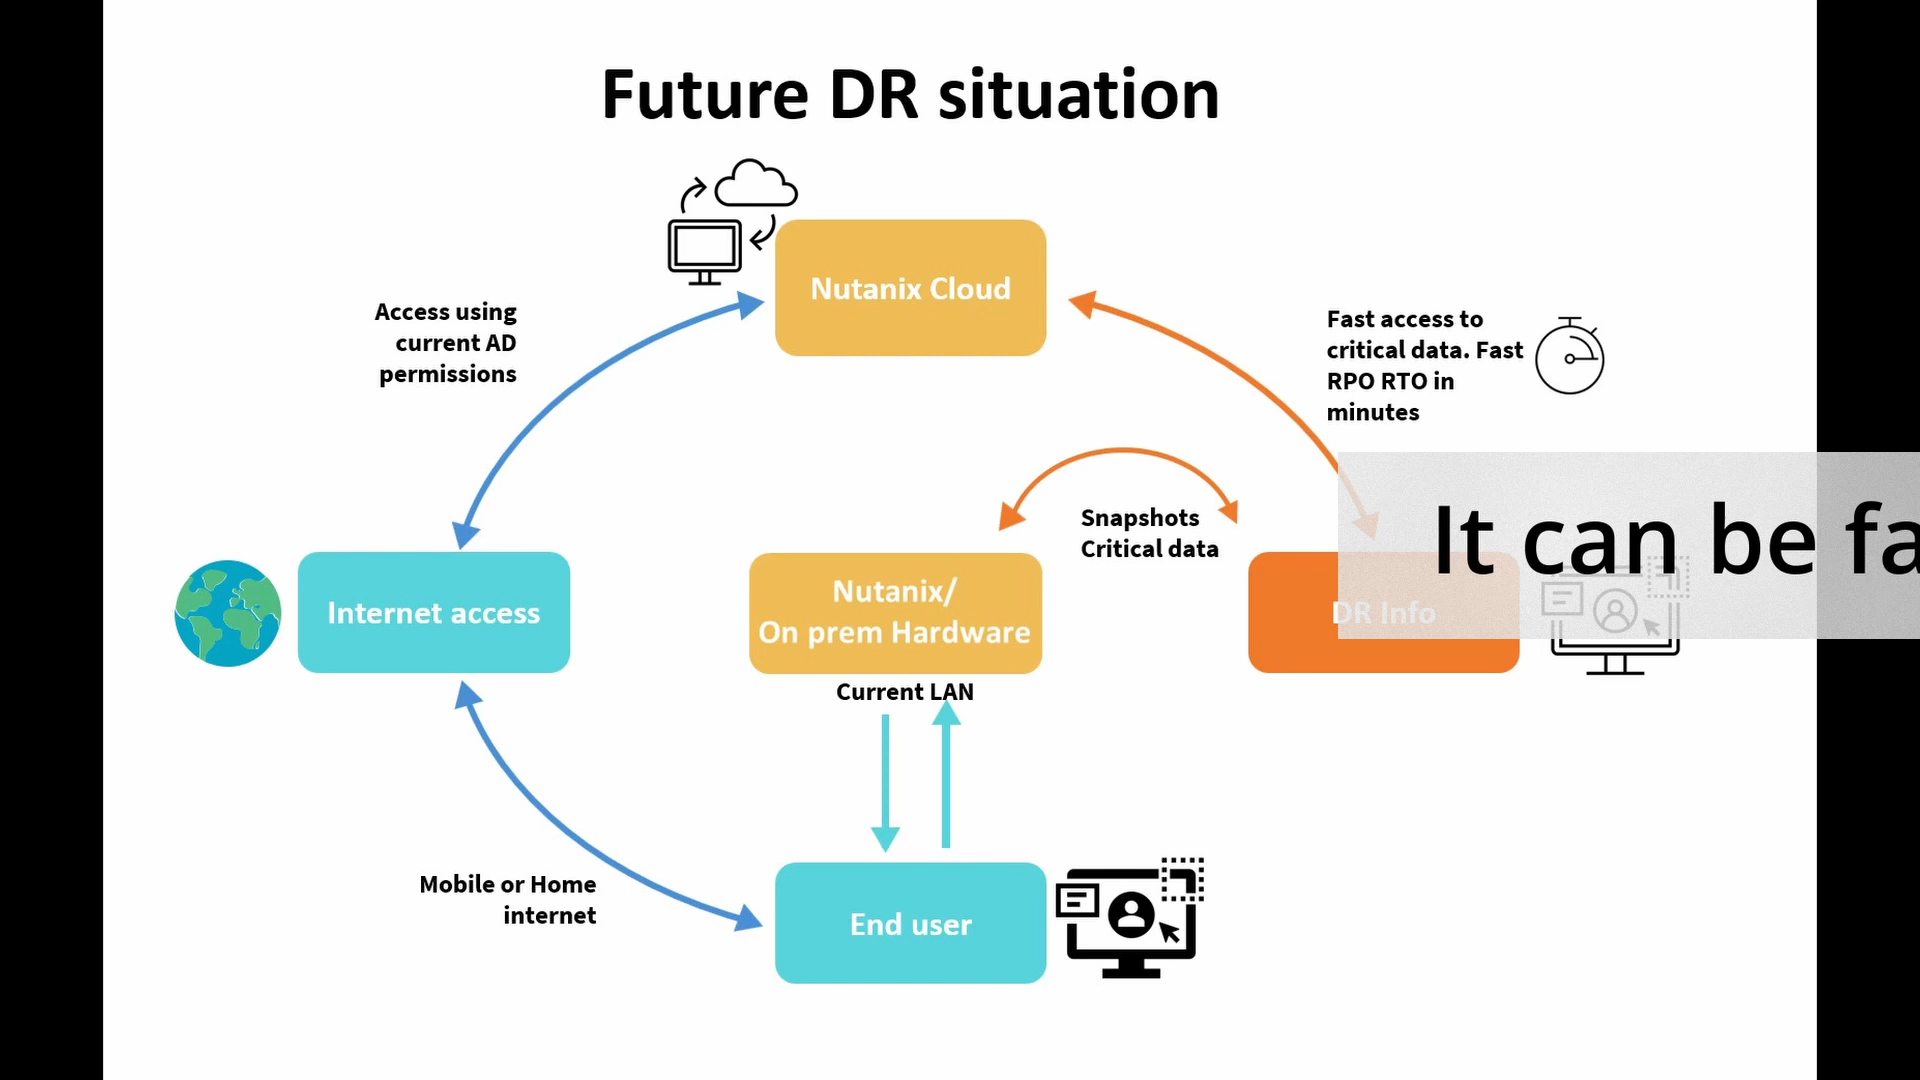 Future DR situation
Nutanix Cloud
Access using
current AD
permissions
Fast access to
critical data. Fast
RPO RTO in
minutes
Snapshots
Critical data
It can be fa
Internet access
Nutanix/
On prem Hardware
DR Info
Current LAN
Mobile or Home
internet
End user